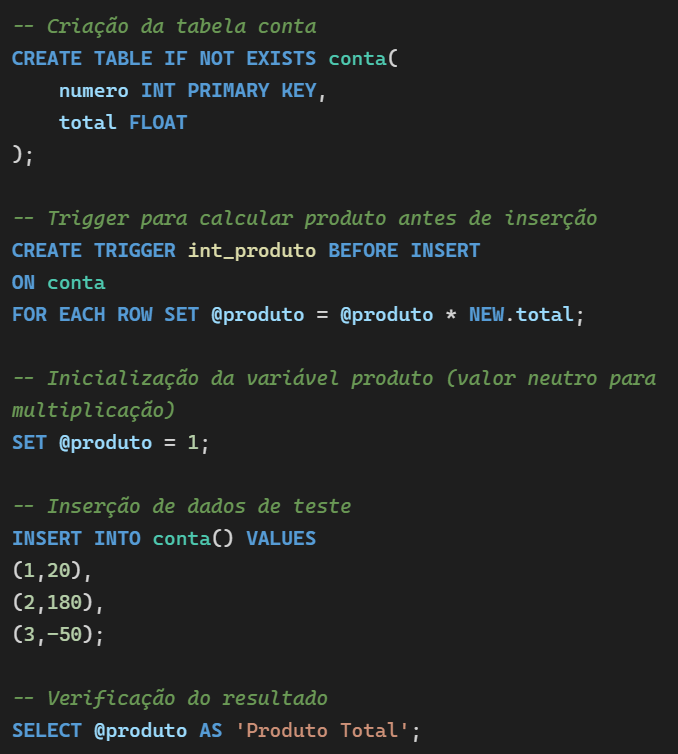 -- Criação da tabela conta
CREATE TABLE IF NOT EXISTS conta(
    numero INT PRIMARY KEY,
    total FLOAT
);

-- Trigger para calcular produto antes de inserção
CREATE TRIGGER int_produto BEFORE INSERT
ON conta
FOR EACH ROW SET @produto = @produto * NEW.total;

-- Inicialização da variável produto (valor neutro para
multiplicação)
SET @produto = 1;

-- Inserção de dados de teste
INSERT INTO conta() VALUES
(1,20),
(2,180),
(3,-50);

-- Verificação do resultado
SELECT @produto AS 'Produto Total';